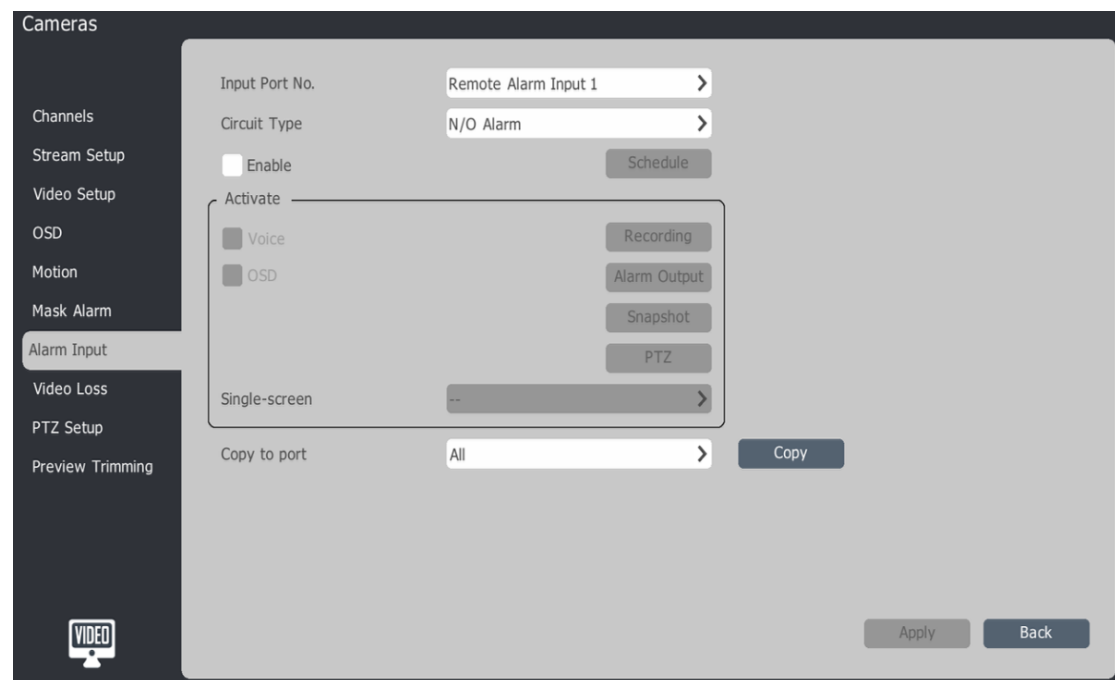 Cameras
Channels
Stream Setup
Video Setup
OSD
Motion
Mask Alarm
Alarm Input
Video Loss
PTZ Setup
Preview Trimming
VIDEO
Input Port No. Remote Alarm Input 1
Circuit Type N/O Alarm
Enable Schedule
Activate
Voice Recording
OSD Alarm Output
Snapshot
PTZ
Single-screen --
Copy to port All Copy
Apply Back